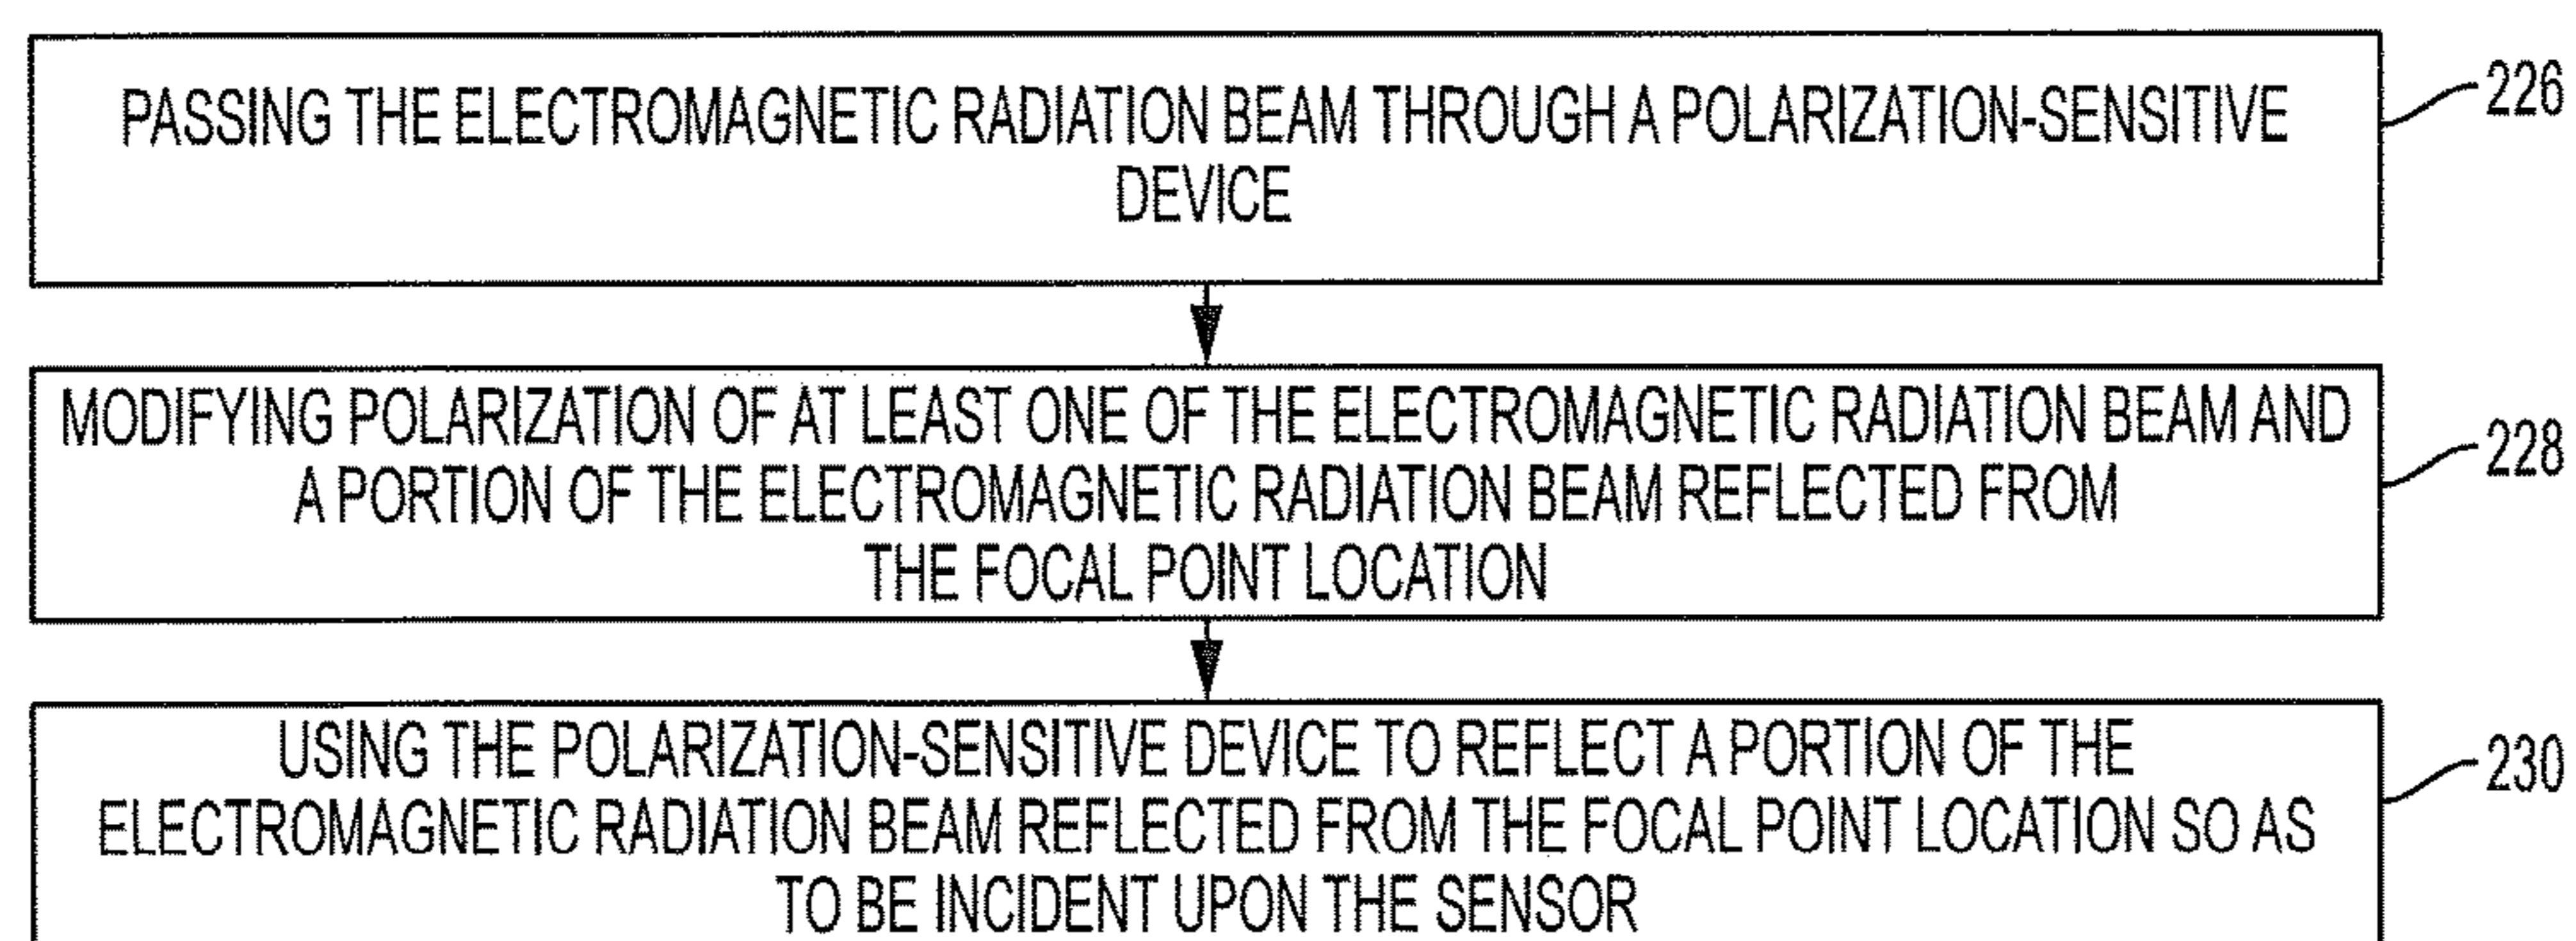 PASSING THE ELECTROMAGNETIC RADIATION BEAM THROUGH A POLARIZATION-SENSITIVE
DEVICE
226
MODIFYING POLARIZATION OF AT LEAST ONE OF THE ELECTROMAGNETIC RADIATION BEAM AND
A PORTION OF THE ELECTROMAGNETIC RADIATION BEAM REFLECTED FROM
THE FOCAL POINT LOCATION
228
USING THE POLARIZATION-SENSITIVE DEVICE TO REFLECT A PORTION OF THE
ELECTROMAGNETIC RADIATION BEAM REFLECTED FROM THE FOCAL POINT LOCATION SO AS
TO BE INCIDENT UPON THE SENSOR
230